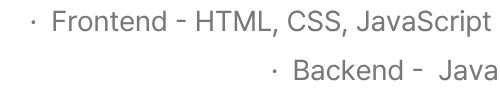 · Frontend - HTML, CSS, JavaScript
· Backend - Java